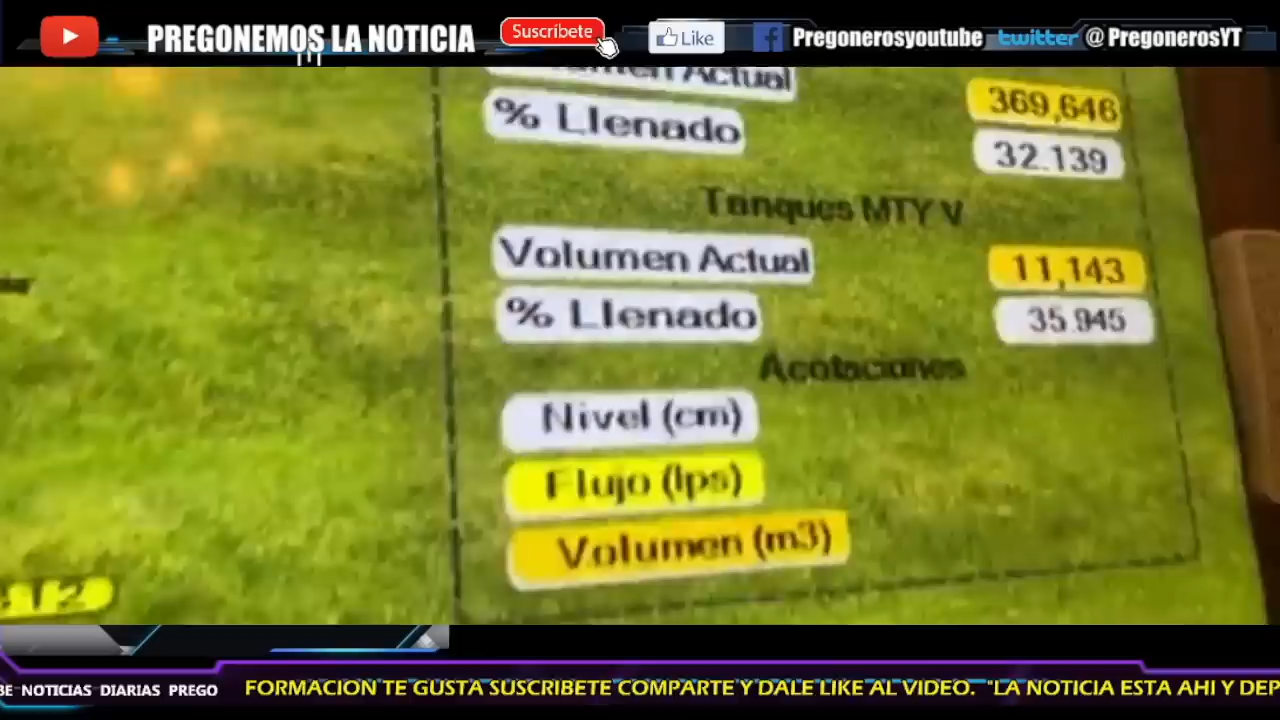 PREGONEMOS LA NOTICIA
Suscríbete
Like
Pregonerosyoutube
twitter @PregonerosYT
Actual
369,646
% Llenado
32.139
Tanques MTY V
Volumen Actual
11,143
% Llenado
35.945
Acotaciones
Nivel (cm)
Flujo (lps)
Volumen (m3)
BE NOTICIAS DIARIAS PREGO
FORMACION TE GUSTA SUSCRIBETE COMPARTE Y DALE LIKE AL VIDEO. "LA NOTICIA ESTA AHI Y DEP